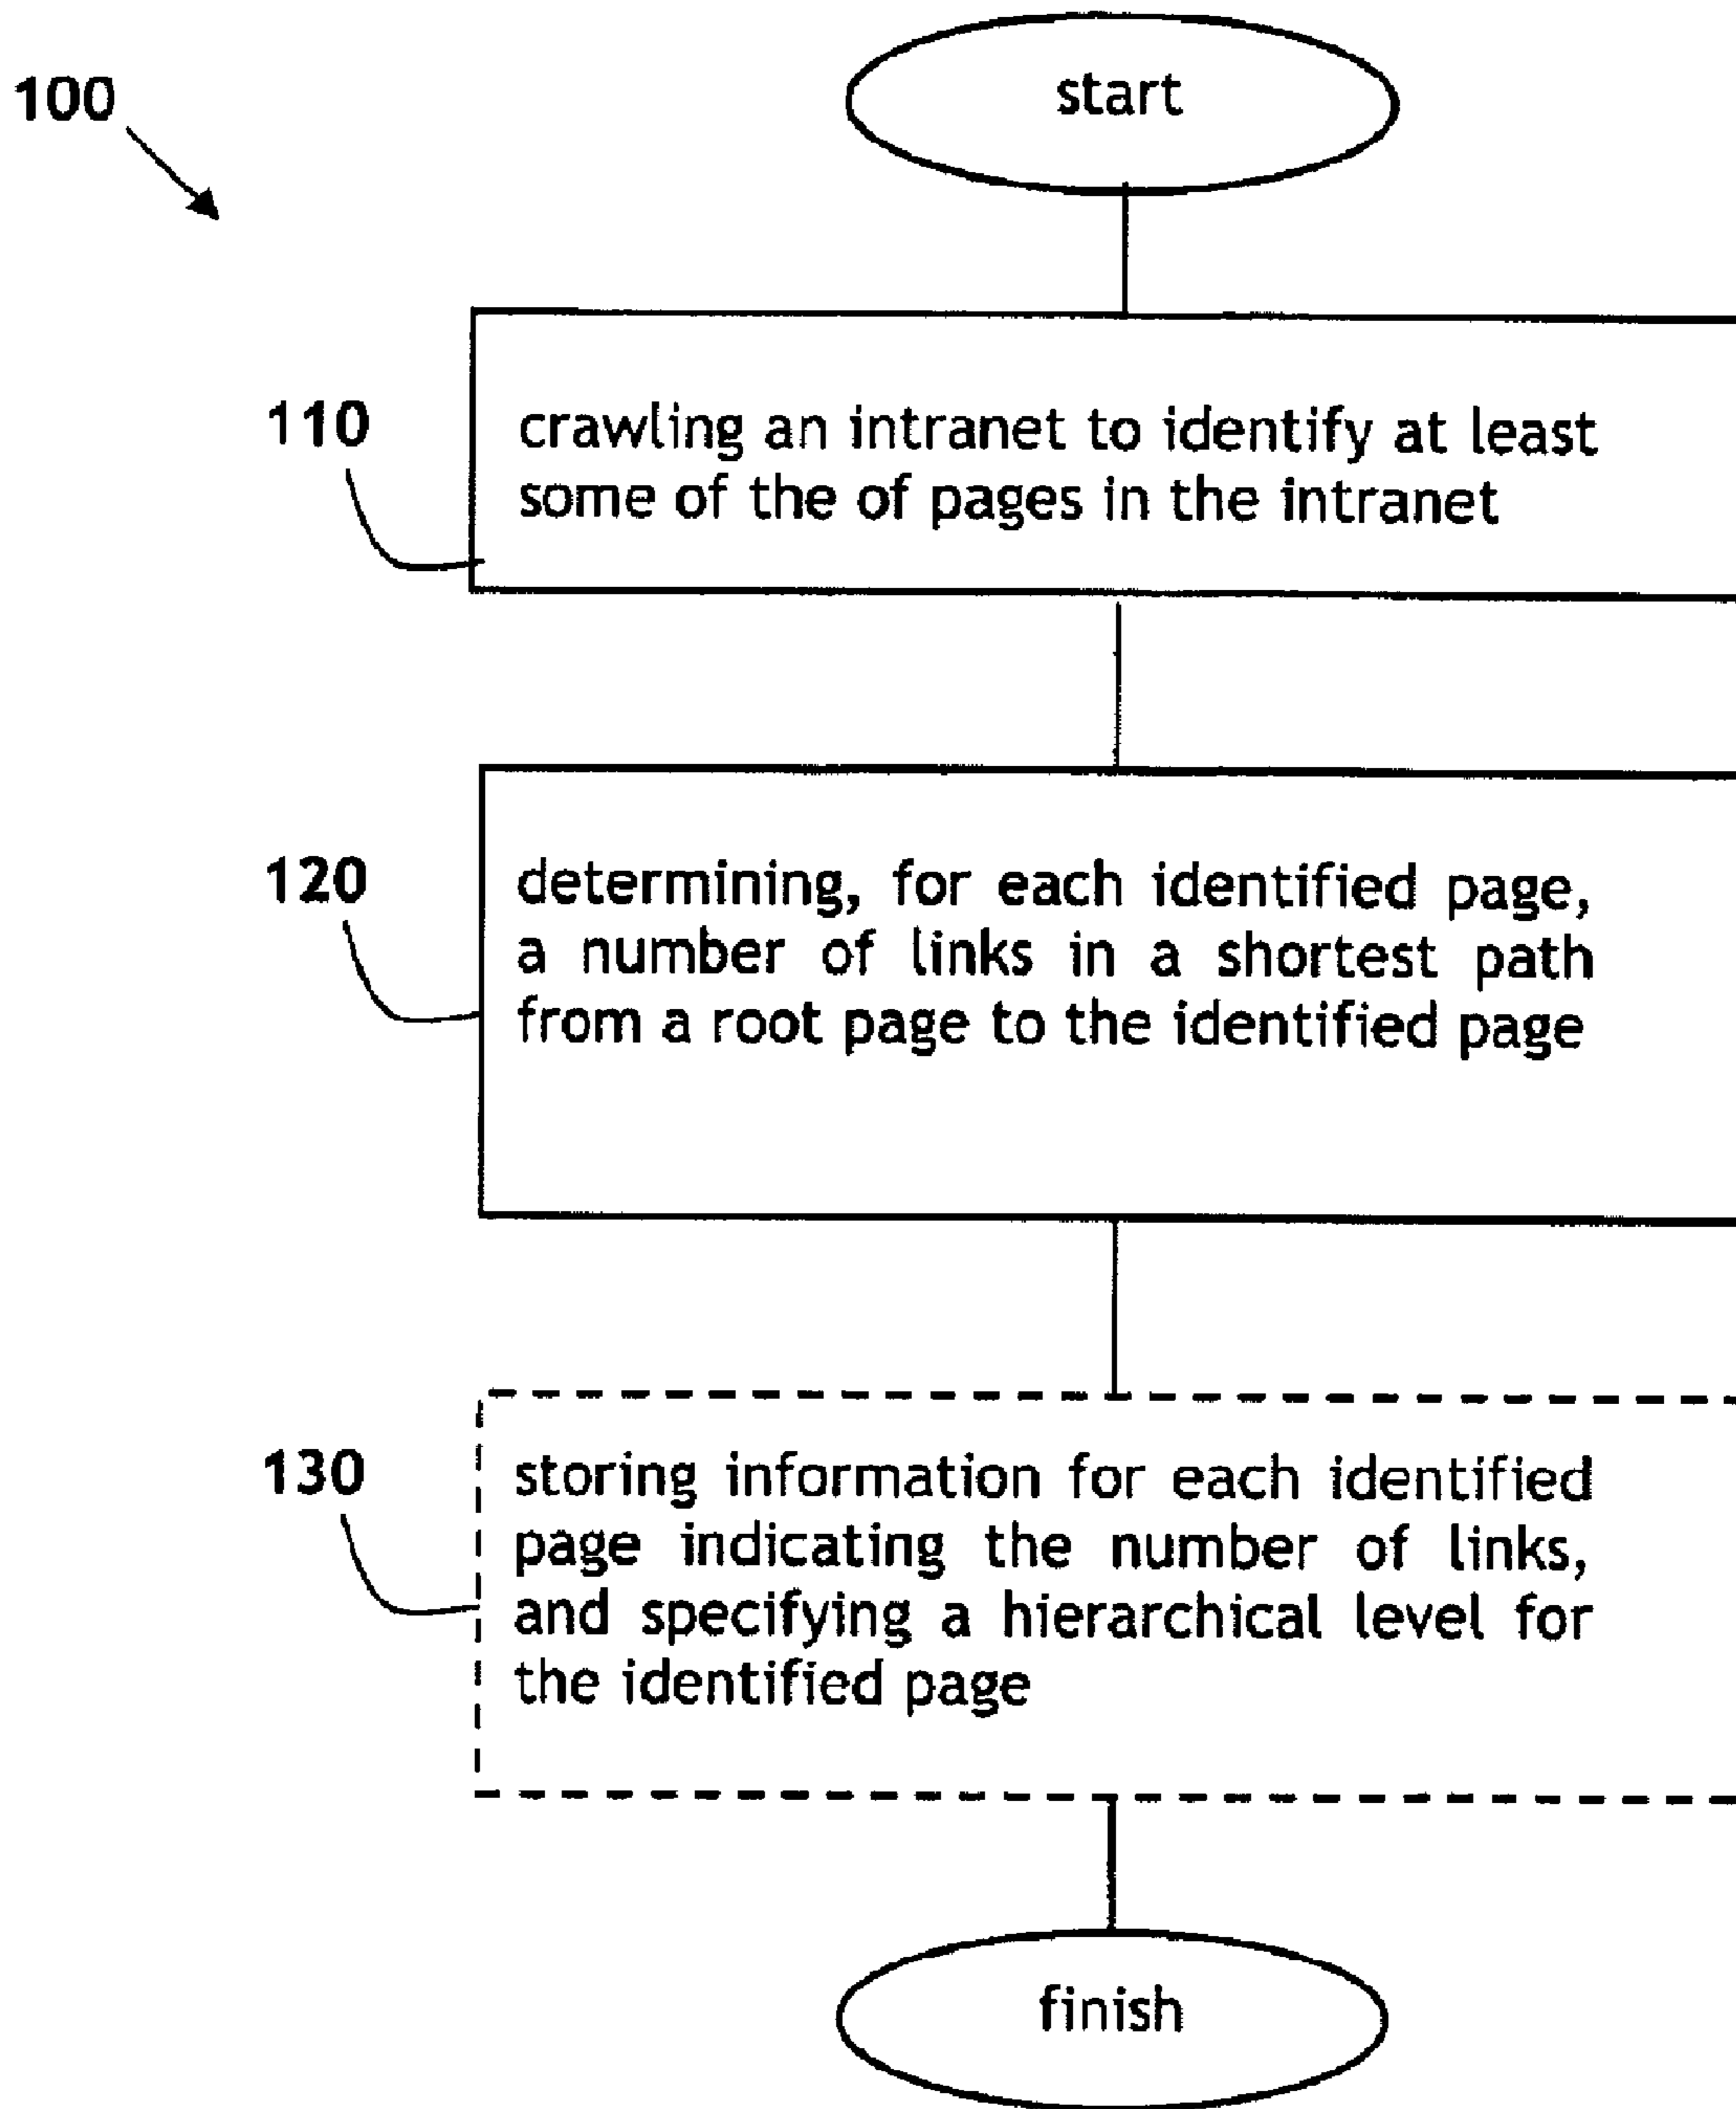 100
start
110
crawling an intranet to identify at least
some of the of pages in the intranet
120
determining, for each identified page,
a number of links in a shortest path
from a root page to the identified page
130
storing information for each identified
page indicating the number of links,
and specifying a hierarchical level for
the identified page
finish